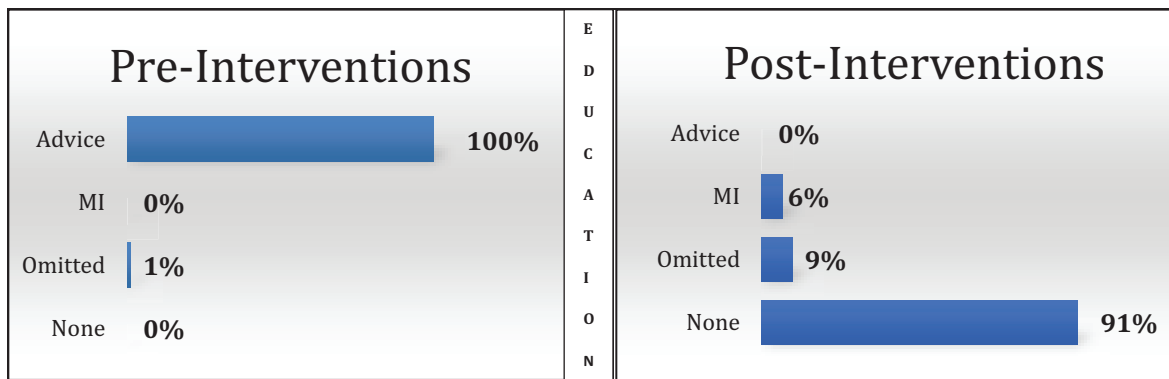 Pre-Interventions
Advice 100%
MI 0%
Omitted 1%
None 0%
E
D
U
C
A
T
I
O
N
Post-Interventions
Advice 0%
MI 6%
Omitted 9%
None 91%